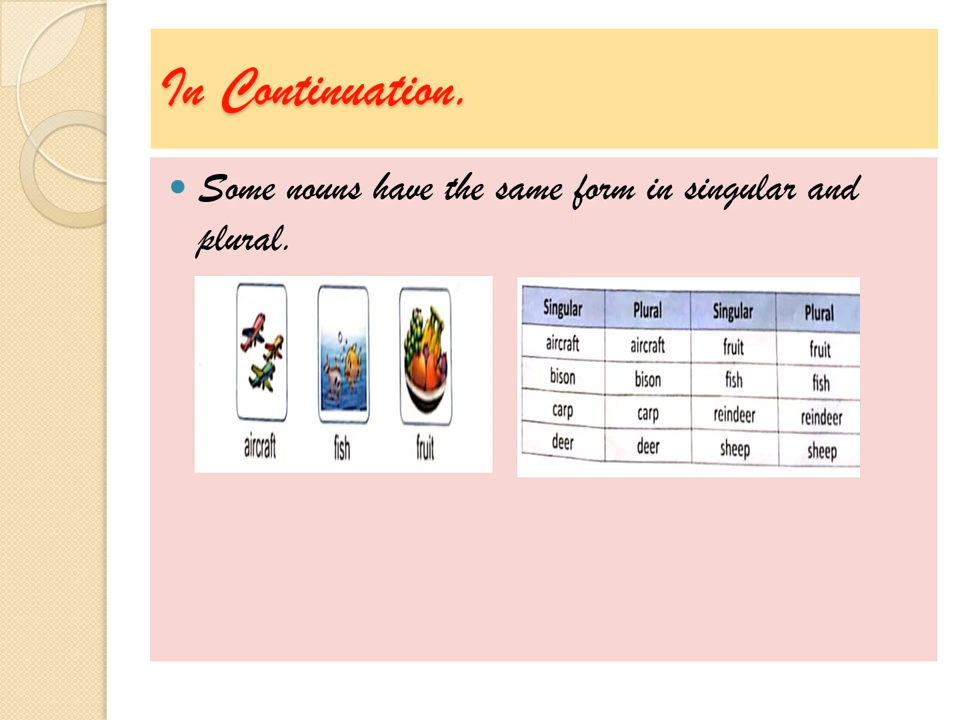 In Continuation.
Some nouns have the same form in singular and
plural.
aircraft fish fruit
Singular Plural Singular Plural
aircraft aircraft fruit fruit
bison bison fish fish
carp carp reindeer reindeer
deer deer sheep sheep